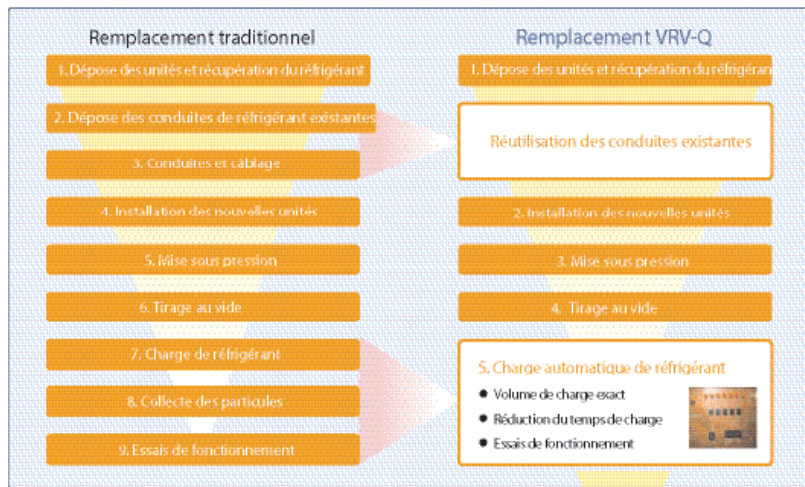 Remplacement traditionnel
1. Dépose des unités et récupération du réfrigérant
2. Dépose des conduites de réfrigérant existantes
3. Conduites et câblage
4. Installation des nouvelles unités
5. Mise sous pression
6. Tirage au vide
7. Charge de réfrigérant
8. Collecte des particules
9. Essais de fonctionnement
Remplacement VRV-Q
1. Dépose des unités et récupération du réfrigéran
Réutilisation des conduites existantes
2. Installation des nouvelles unités
3. Mise sous pression
4. Tirage au vide
5. Charge automatique de réfrigérant
● Volume de charge exact
● Réduction du temps de charge
● Essais de fonctionnement